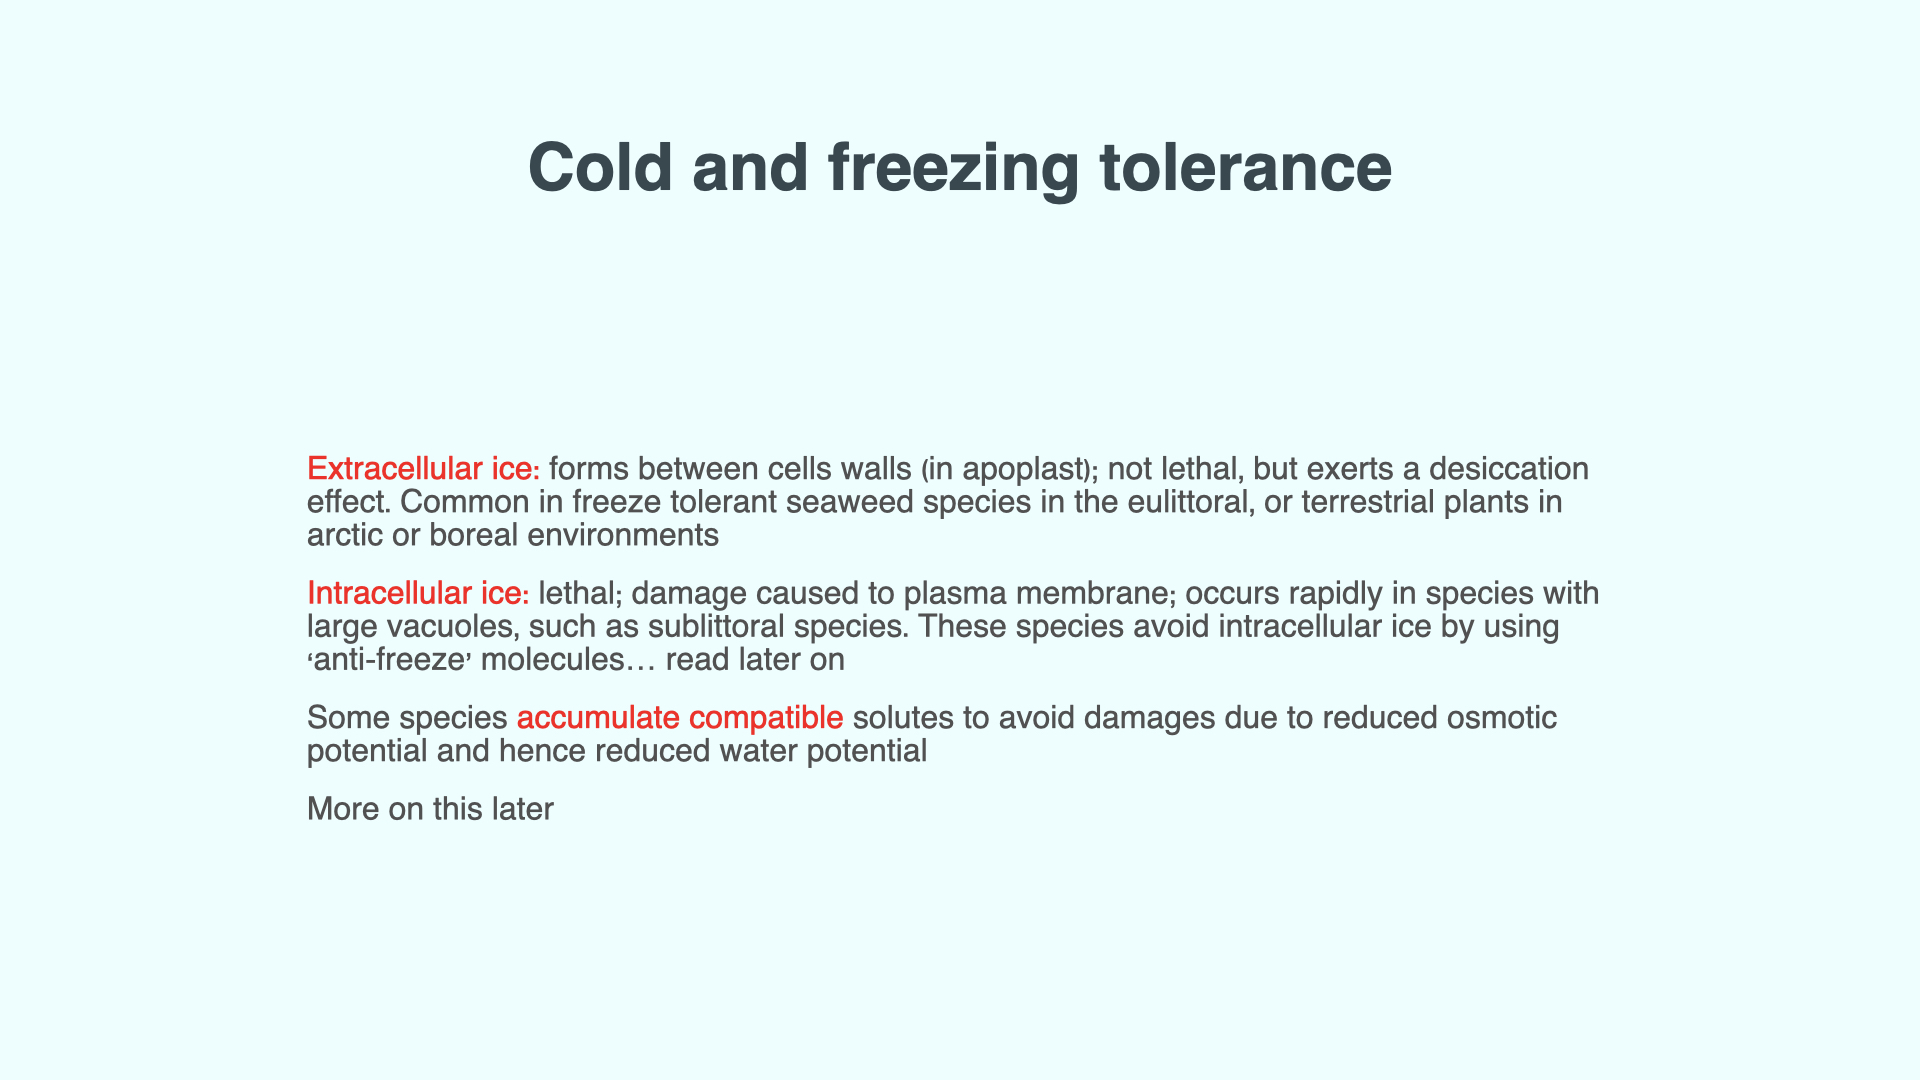 Cold and freezing tolerance
Extracellular ice: forms between cells walls (in apoplast); not lethal, but exerts a desiccation
effect. Common in freeze tolerant seaweed species in the eulittoral, or terrestrial plants in
arctic or boreal environments
Intracellular ice: lethal; damage caused to plasma membrane; occurs rapidly in species with
large vacuoles, such as sublittoral species. These species avoid intracellular ice by using
‘anti-freeze’ molecules… read later on
Some species accumulate compatible solutes to avoid damages due to reduced osmotic
potential and hence reduced water potential
More on this later